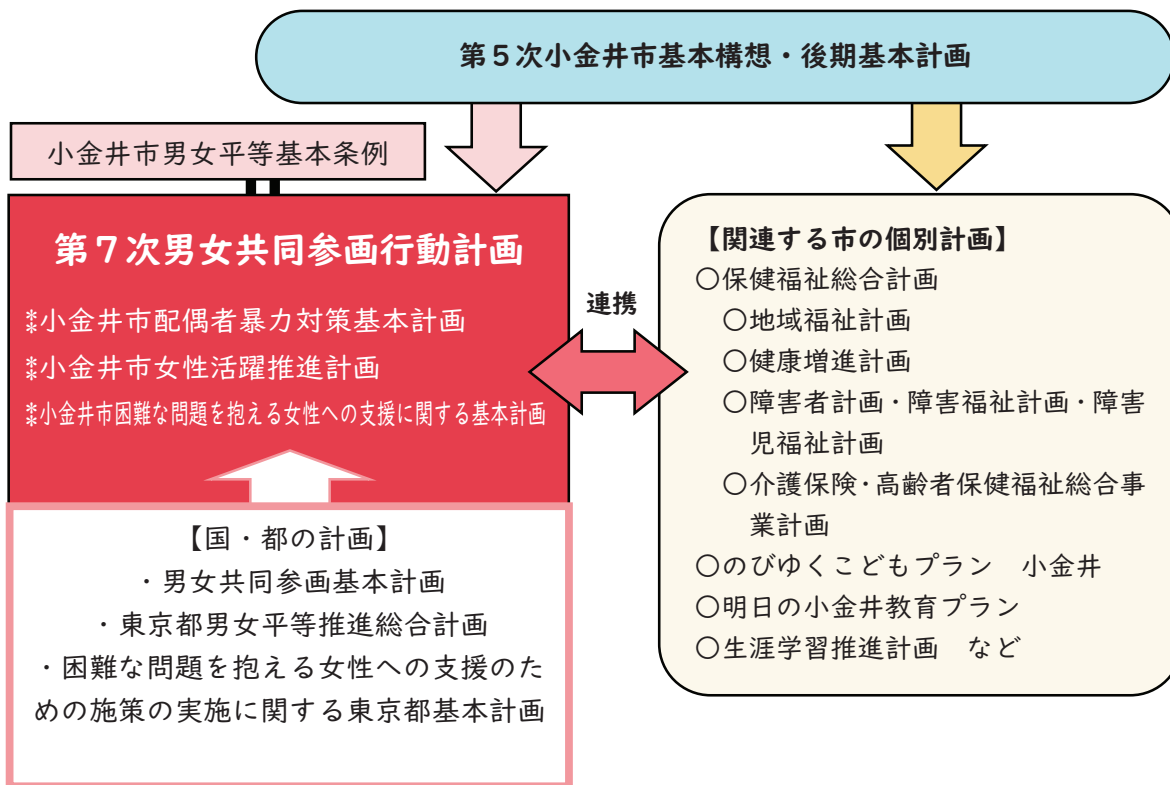 第５次小金井市基本構想・後期基本計画
小金井市男女平等基本条例
第７次男女共同参画行動計画
⁑小金井市配偶者暴力対策基本計画
⁑小金井市女性活躍推進計画
⁑小金井市困難な問題を抱える女性への支援に関する基本計画
【国・都の計画】
・男女共同参画基本計画
・東京都男女平等推進総合計画
・困難な問題を抱える女性への支援のた
めの施策の実施に関する東京都基本計画
連携
【関連する市の個別計画】
○保健福祉総合計画
○地域福祉計画
○健康増進計画
○障害者計画・障害福祉計画・障害
児福祉計画
○介護保険・高齢者保健福祉総合事
業計画
○のびゆくこどもプラン　小金井
○明日の小金井教育プラン
○生涯学習推進計画　など